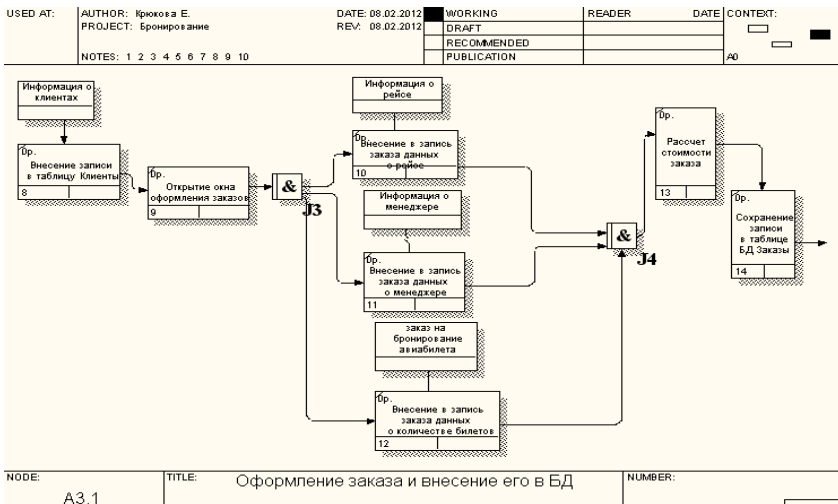 USED AT:
AUTHOR: Крюкова Е.
DATE: 08.02.2012
PROJECT: Бронирование
REV: 08.02.2012
NOTES: 1 2 3 4 5 6 7 8 9 10
WORKING
DRAFT
RECOMMENDED
PUBLICATION
READER
DATE
CONTEXT:
A0
Информация о
клиентах
0р.
Внесение записи
в таблицу Клиенты
8
0р.
Открытие окна
оформления заказов
9
&
J3
Информация о
рейсе
0р.
Внесение в запись
заказа данных
о рейсе
10
Информация о
менеджере
0р.
Внесение в запись
заказа данных
о менеджере
11
заказ на
бронирование
авиабилета
0р.
Внесение в запись
заказа данных
о количестве билетов
12
&
J4
0р.
Рассчет
стоимости
заказа
13
0р.
Сохранение
записи
в таблице
БД Заказы
14
NODE:
A3.1
TITLE:
Оформление заказа и внесение его в БД
NUMBER: